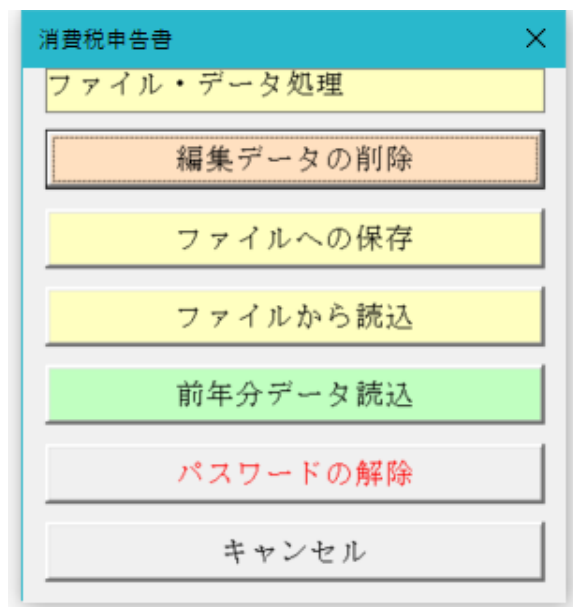 消費税申告書
ファイル・データ処理
編集データの削除
ファイルへの保存
ファイルから読込
前年分データ読込
パスワードの解除
キャンセル